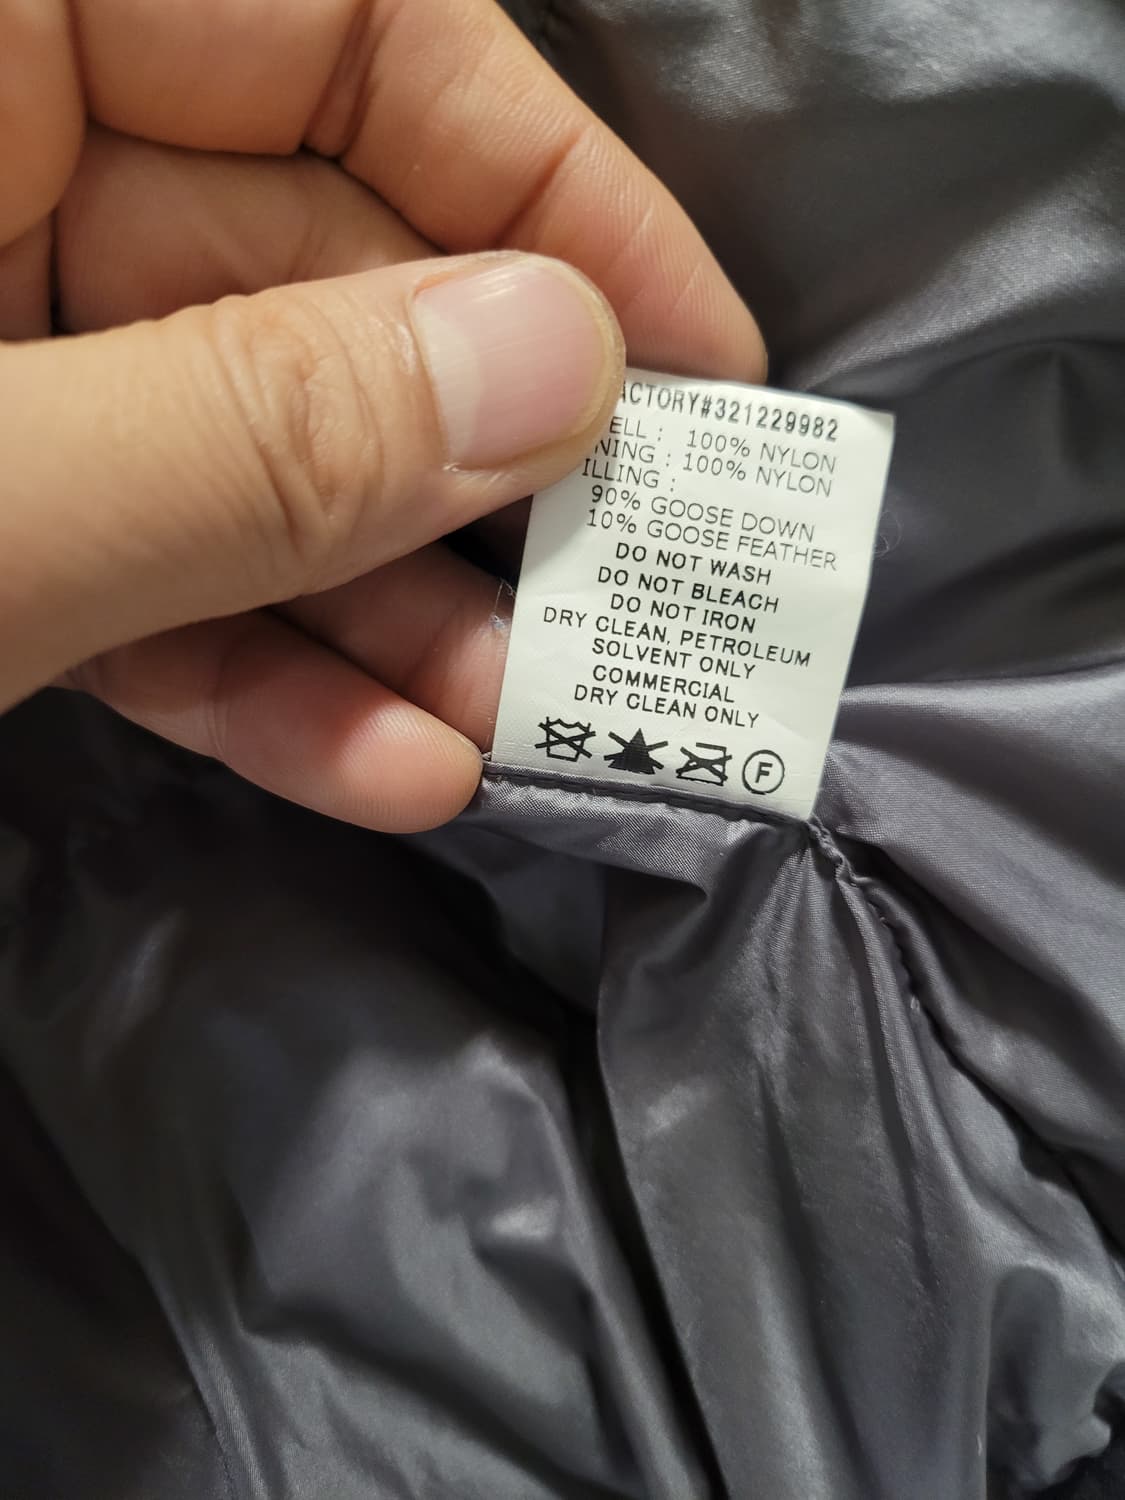 ACTORY#321229982
ELL : 100% NYLON
NING : 100% NYLON
ILLING :
90% GOOSE DOWN
10% GOOSE FEATHER
DO NOT WASH
DO NOT BLEACH
DO NOT IRON
DRY CLEAN, PETROLEUM
SOLVENT ONLY
COMMERCIAL
DRY CLEAN ONLY
F